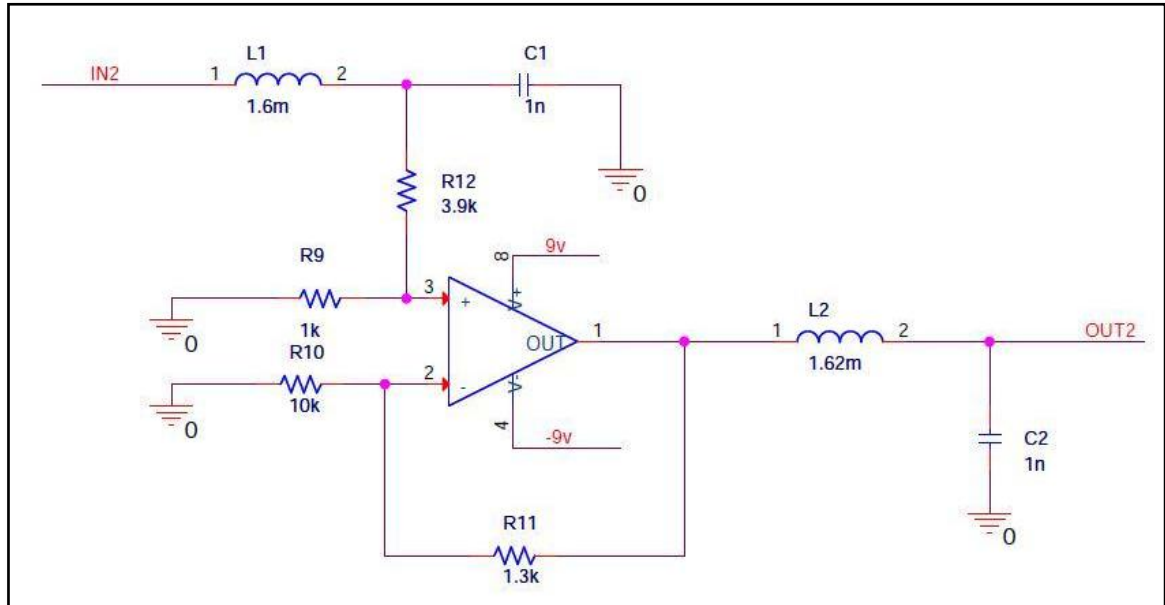 L1
C1
IN2
1
2
1.6m
1n
0
R12
3.9k
R9
1k
0
3
+
8
V+
9v
OUT
1
R10
10k
0
2
-
V-
4
-9v
L2
1
2
1.62m
OUT2
C2
1n
0
R11
1.3k